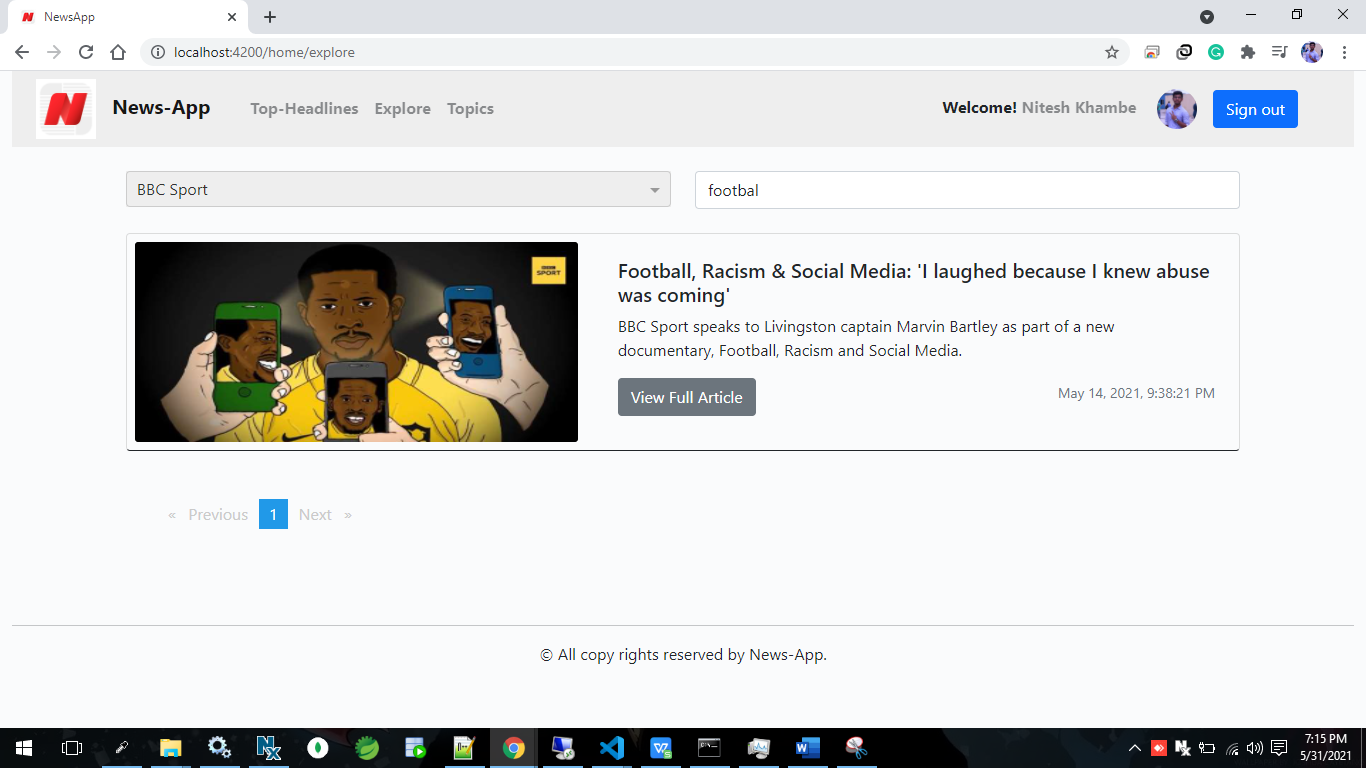 NewsApp
localhost:4200/home/explore
News-App
Top-Headlines
Explore
Topics
Welcome! Nitesh Khambe
Sign out
BBC Sport
footbal
SPORT
Football, Racism & Social Media: 'I laughed because I knew abuse
was coming'
BBC Sport speaks to Livingston captain Marvin Bartley as part of a new
documentary, Football, Racism and Social Media.
View Full Article
May 14, 2021, 9:38:21 PM
« Previous 1 Next »
© All copy rights reserved by News-App.
7:15 PM
5/31/2021